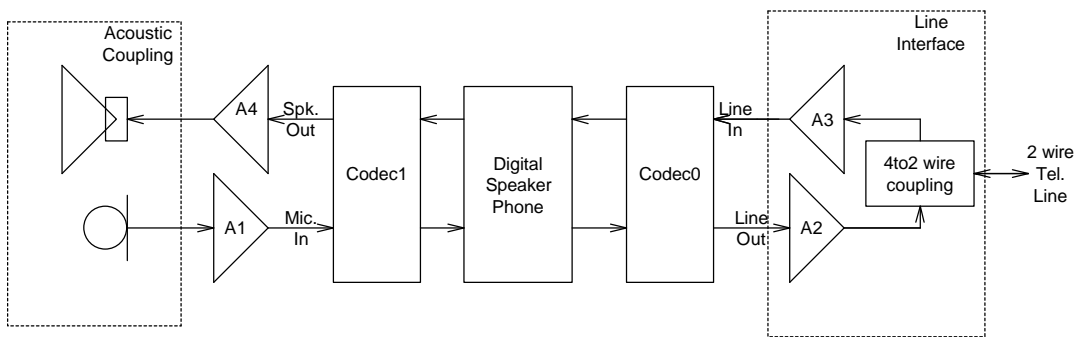 Acoustic
Coupling
Line
Interface
A4
Spk.
Out
Codec1
Digital
Speaker
Phone
Codec0
Line
In
A3
4to2 wire
coupling
2 wire
Tel.
Line
A1
Mic.
In
Line
Out
A2